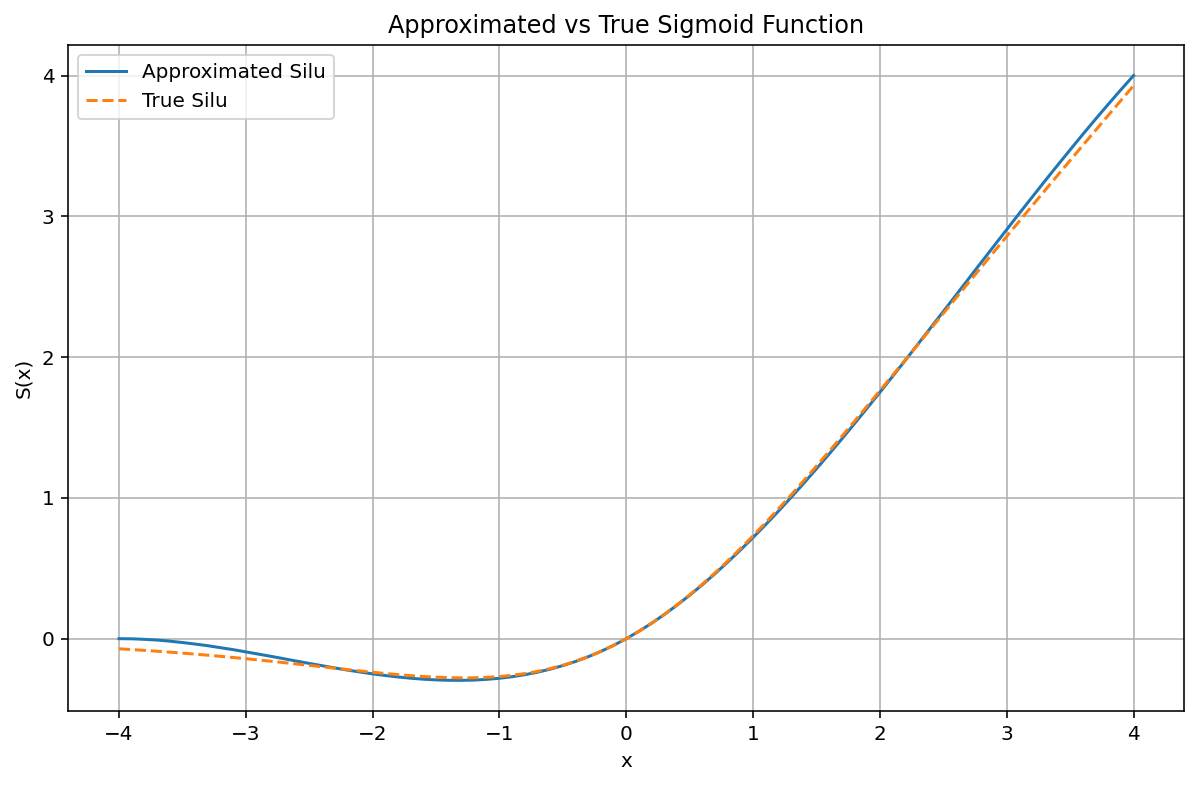 Approximated vs True Sigmoid Function
Approximated Silu
True Silu
S(x)
4
3
2
1
0
−4 −3 −2 −1 0 1 2 3 4
x